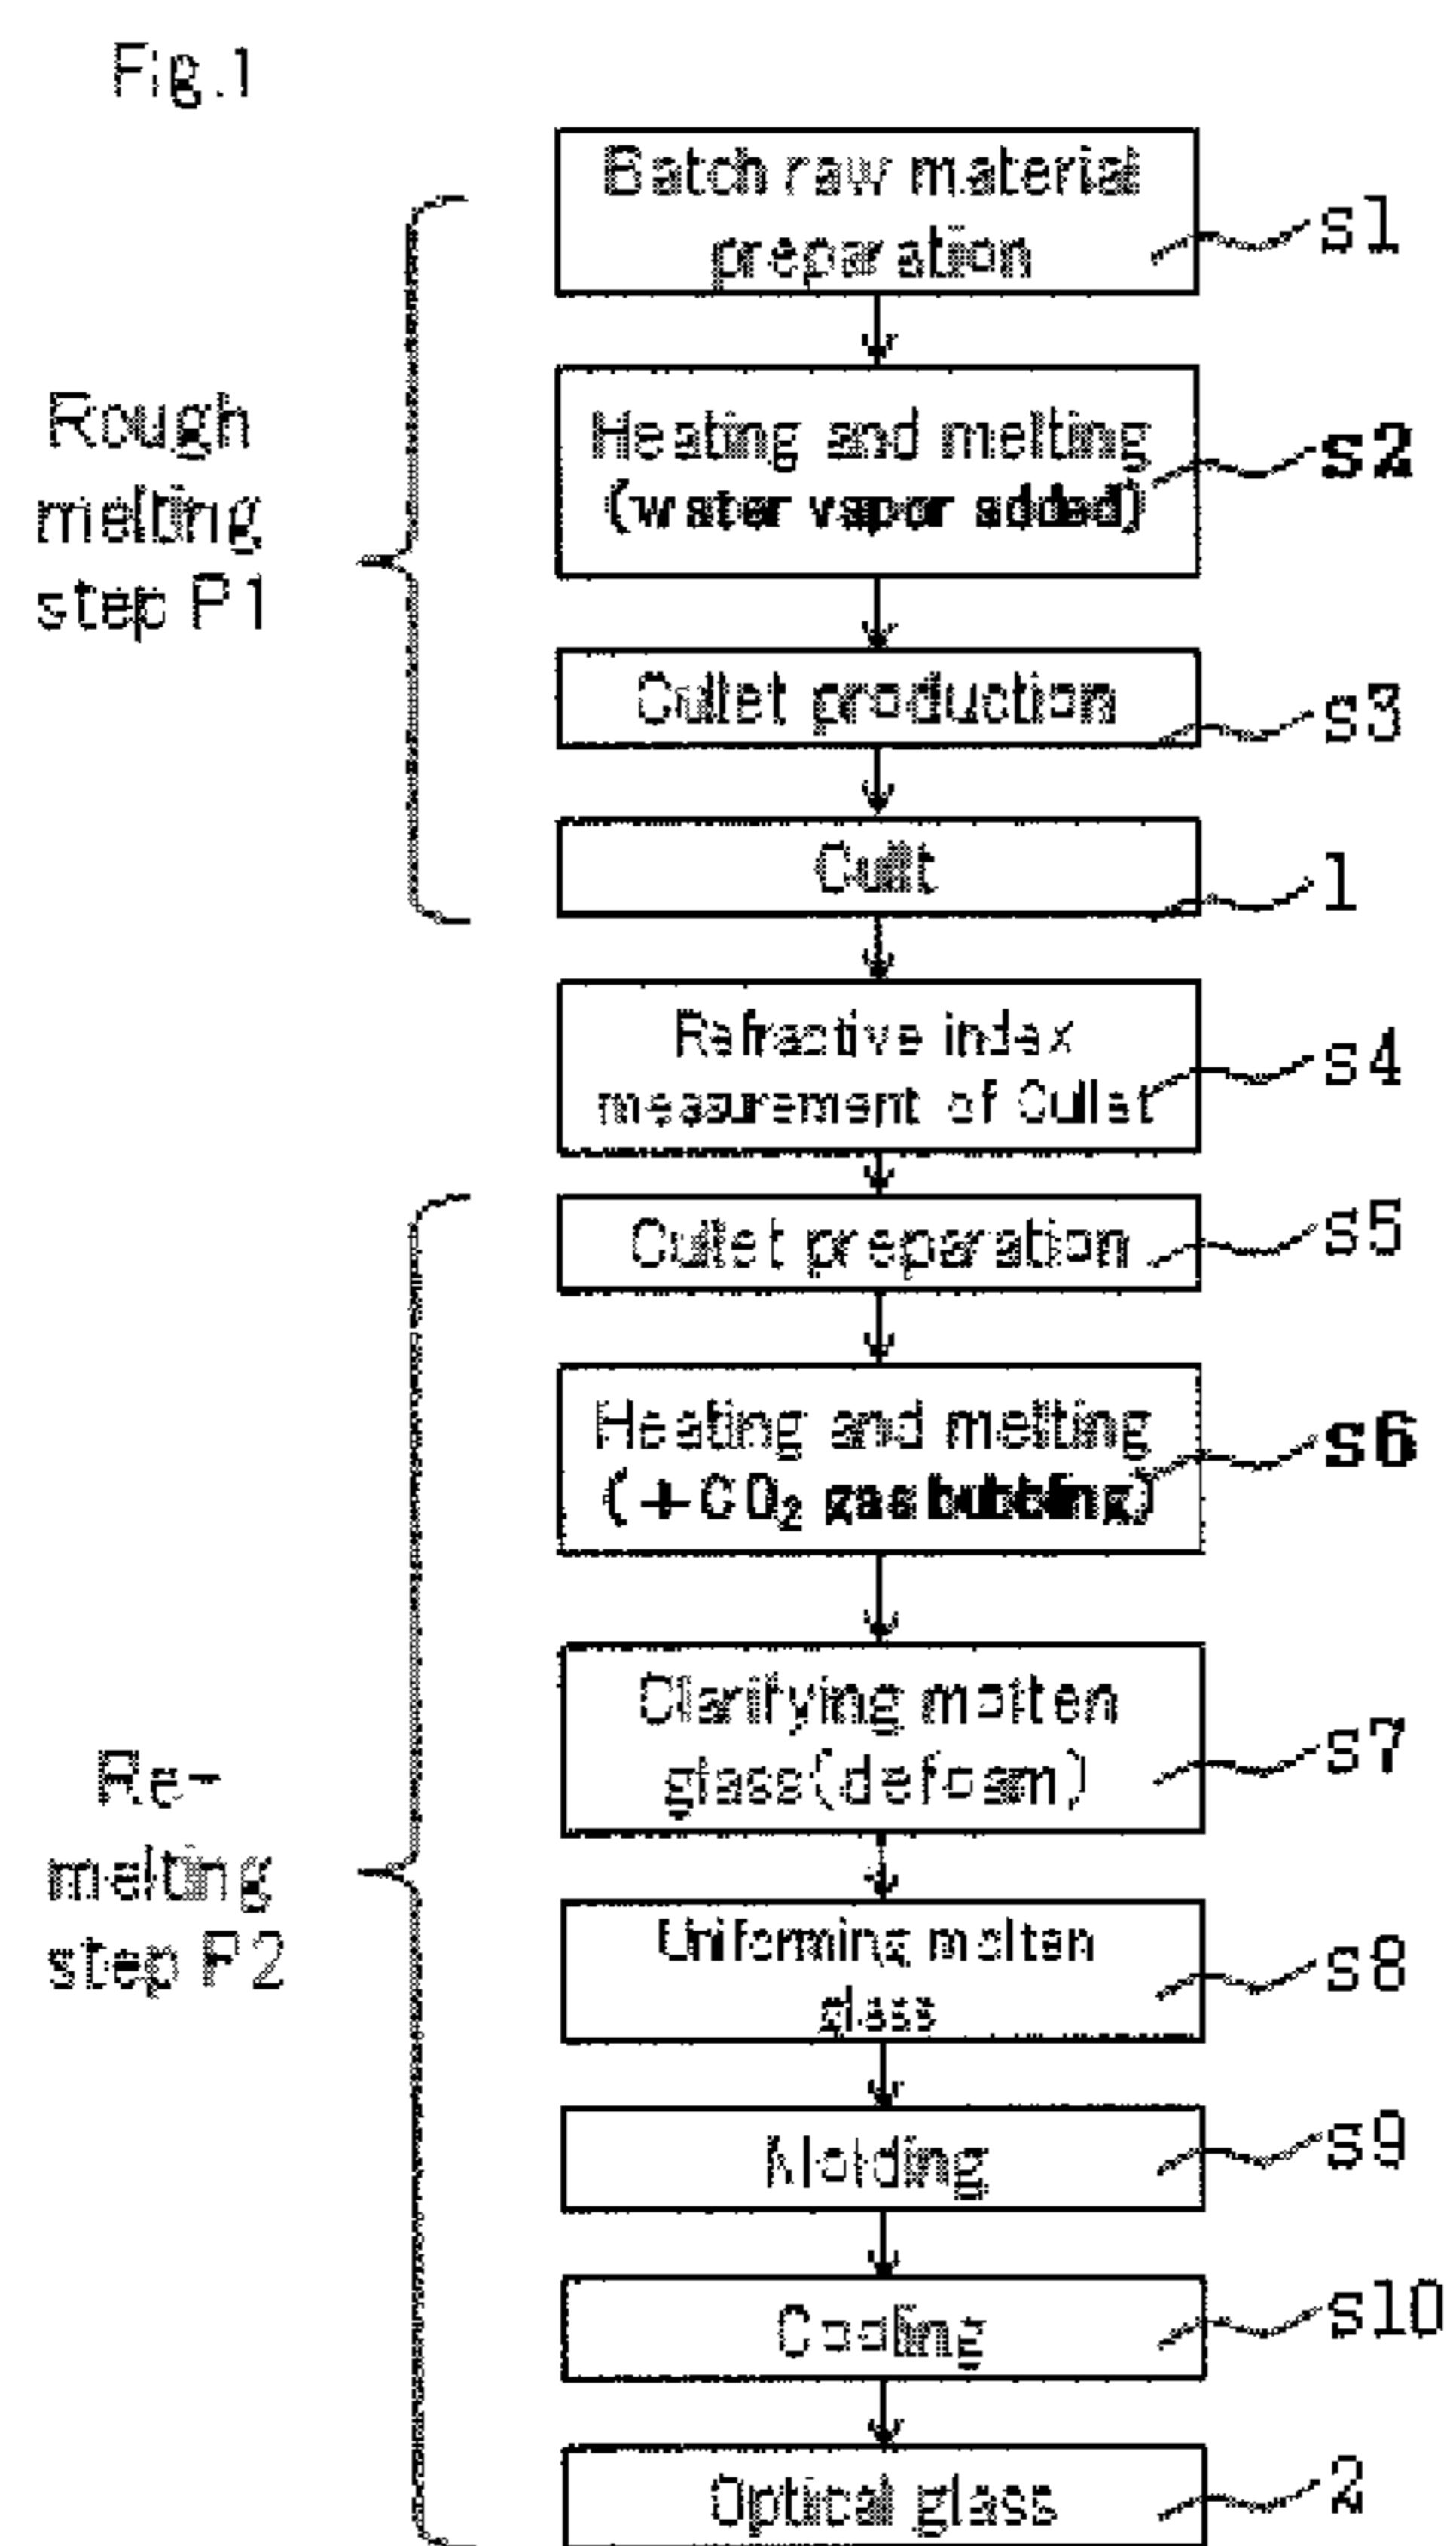 Fig.1
Batch raw material
preparation
s1
Rough
melting
step P1
Heating and melting
(water vapor added)
s2
Cullet production
s3
Cullt
1
Refractive index
measurement of Cullet
s4
Cullet preparation
s5
Heating and melting
(+CO₂ gas bubbling)
s6
Re-
melting
step P2
Clarifying molten
glass(defoam)
s7
Uniforming molten
glass
s8
Molding
s9
Cooling
s10
Optical glass
2